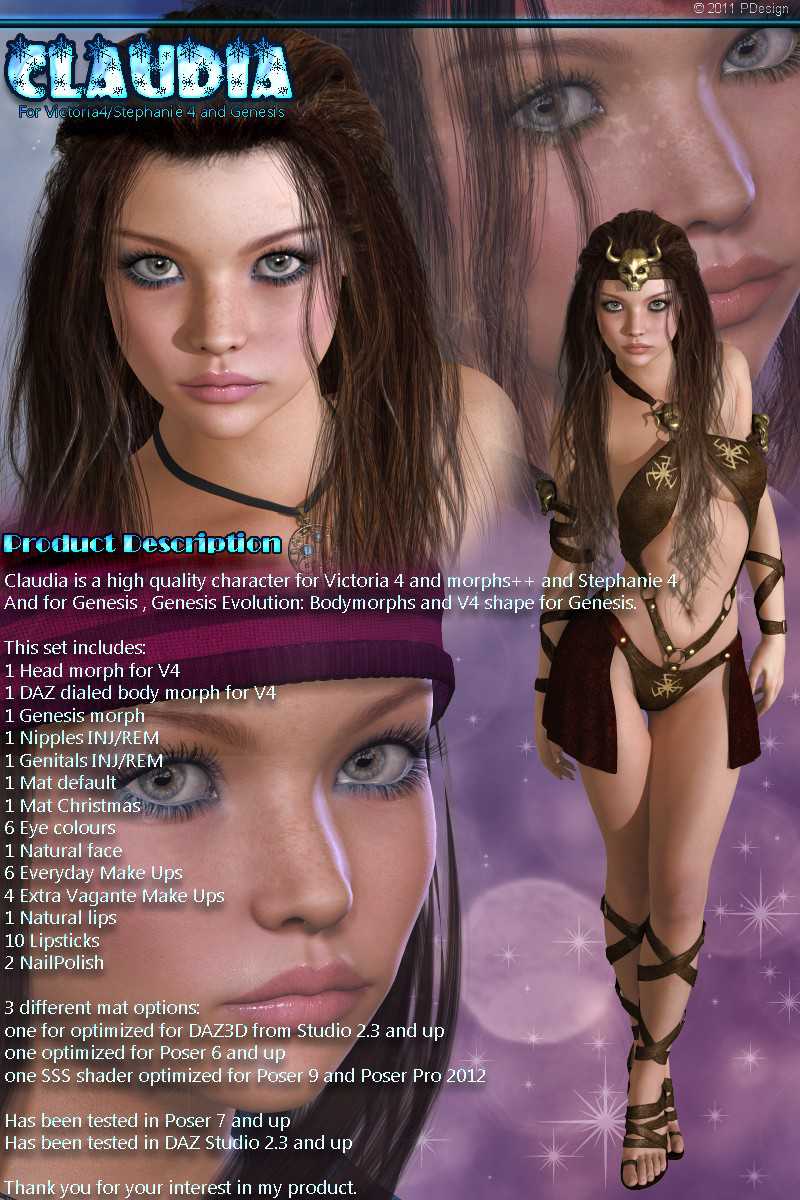 © 2011 PDesign
CLAUDIA
For Victoria4/Stephanie 4 and Genesis
Product Description
Claudia is a high quality character for Victoria 4 and morphs++ and Stephanie 4
And for Genesis , Genesis Evolution: Bodymorphs and V4 shape for Genesis.
This set includes:
1 Head morph for V4
1 DAZ dialed body morph for V4
1 Genesis morph
1 Nipples INJ/REM
1 Genitals INJ/REM
1 Mat default
1 Mat Christmas
6 Eye colours
1 Natural face
6 Everyday Make Ups
4 Extra Vagante Make Ups
1 Natural lips
10 Lipsticks
2 NailPolish
3 different mat options:
one for optimized for DAZ3D from Studio 2.3 and up
one optimized for Poser 6 and up
one SSS shader optimized for Poser 9 and Poser Pro 2012
Has been tested in Poser 7 and up
Has been tested in DAZ Studio 2.3 and up
Thank you for your interest in my product.